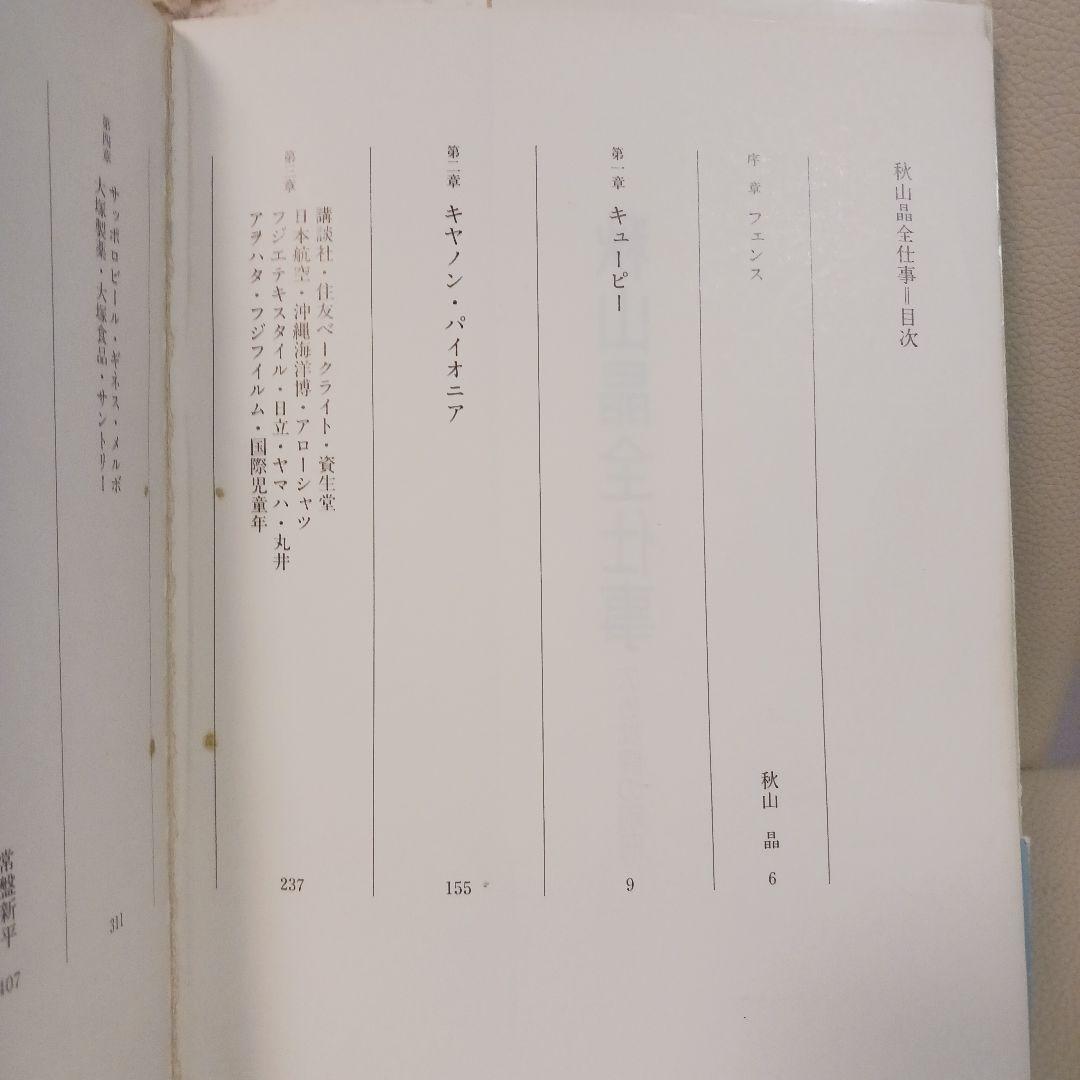 秋山晶全仕事＝目次
序章 フェンス 秋山 晶 6
第一章 キューピー 9
第二章 キヤノン・パイオニア 155
第三章 講談社・住友ベークライト・資生堂
日本航空・沖縄海洋博・アローシャツ
フジエテキスタイル・日立・ヤマハ・丸井
アヲハタ・フジフイルム・国際児童年 237
第四章 サッポロビール・ギネス・メルボ
大塚製薬・大塚食品・サントリー 311
常盤新平 407